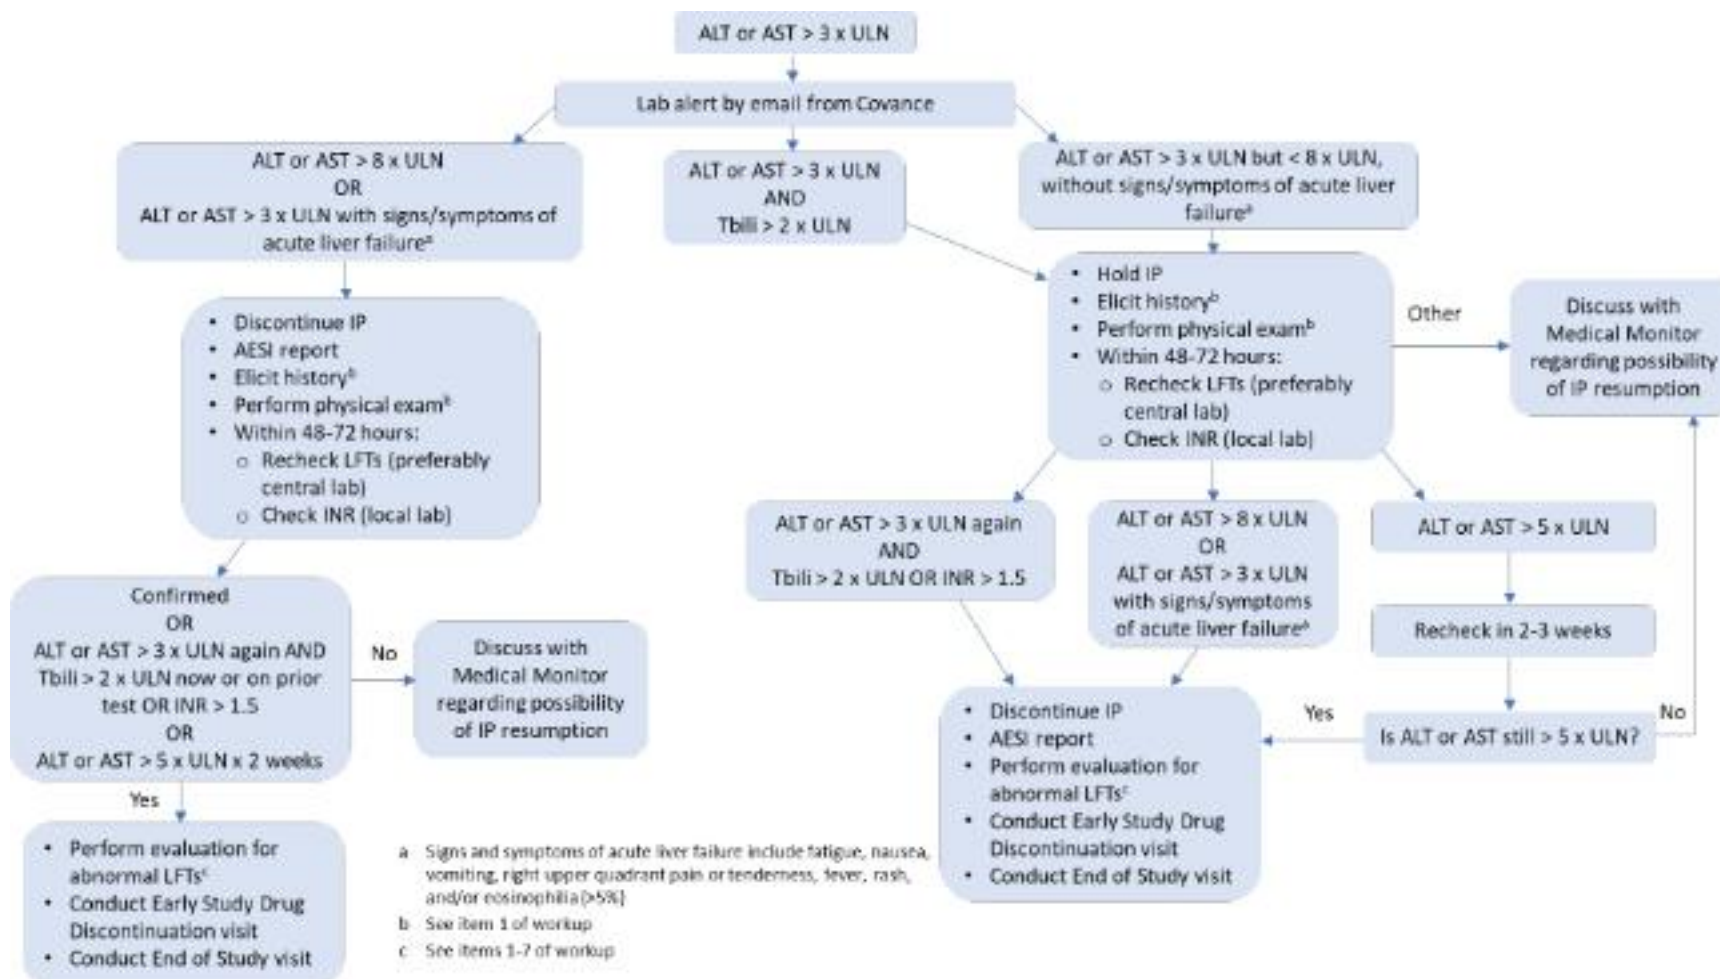 ALT or AST > 3 x ULN
Lab alert by email from Covance
ALT or AST > 8 x ULN
OR
ALT or AST > 3 x ULN with signs/symptoms of
acute liver failureᵃ
ALT or AST > 3 x ULN
AND
Tbili > 2 x ULN
ALT or AST > 3 x ULN but < 8 x ULN,
without signs/symptoms of acute liver
failureᵃ
• Discontinue IP
• AESI report
• Elicit historyᵇ
• Perform physical examᵇ
• Within 48-72 hours:
o Recheck LFTs (preferably
central lab)
o Check INR (local lab)
• Hold IP
• Elicit historyᵇ
• Perform physical examᵇ
• Within 48-72 hours:
o Recheck LFTs (preferably
central lab)
o Check INR (local lab)
Other
Discuss with
Medical Monitor
regarding possibility
of IP resumption
Confirmed
OR
ALT or AST > 3 x ULN again AND
Tbili > 2 x ULN now or on prior
test OR INR > 1.5
OR
ALT or AST > 5 x ULN x 2 weeks
No
Discuss with
Medical Monitor
regarding possibility
of IP resumption
Yes
• Perform evaluation for
abnormal LFTsᶜ
• Conduct Early Study Drug
Discontinuation visit
• Conduct End of Study visit
ALT or AST > 3 x ULN again
AND
Tbili > 2 x ULN OR INR > 1.5
ALT or AST > 8 x ULN
OR
ALT or AST > 3 x ULN
with signs/symptoms
of acute liver failureᵃ
ALT or AST > 5 x ULN
Recheck in 2-3 weeks
Is ALT or AST still > 5 x ULN?
Yes
No
• Discontinue IP
• AESI report
• Perform evaluation for
abnormal LFTsᶜ
• Conduct Early Study Drug
Discontinuation visit
• Conduct End of Study visit
a Signs and symptoms of acute liver failure include fatigue, nausea,
vomiting, right upper quadrant pain or tenderness, fever, rash,
and/or eosinophilia (>5%)
b See item 1 of workup
c See items 1-7 of workup